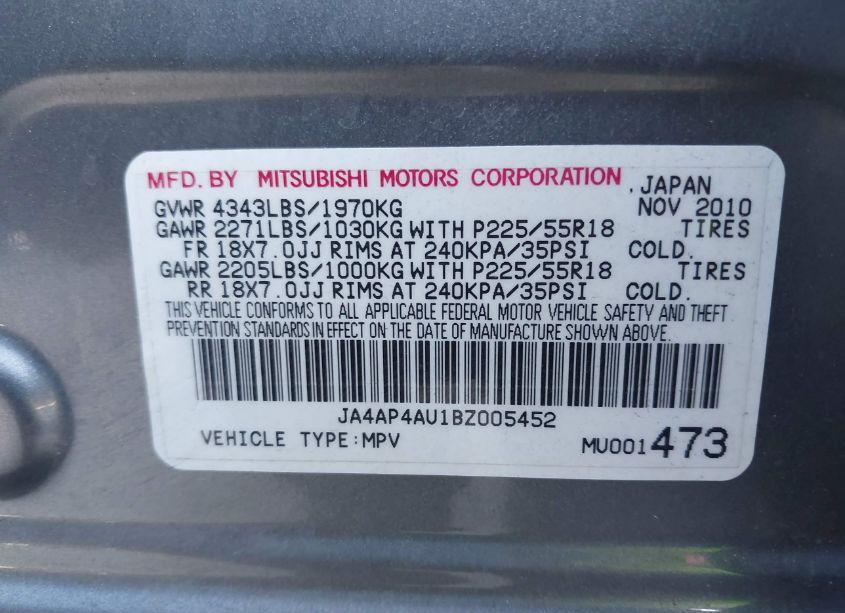 MFD. BY MITSUBISHI MOTORS CORPORATION , JAPAN
GVWR 4343LBS/1970KG NOV 2010
GAWR 2271LBS/1030KG WITH P225/55R18 TIRES
FR 18X7.0JJ RIMS AT 240KPA/35PSI COLD.
GAWR 2205LBS/1000KG WITH P225/55R18 TIRES
RR 18X7.0JJ RIMS AT 240KPA/35PSI COLD.
THIS VEHICLE CONFORMS TO ALL APPLICABLE FEDERAL MOTOR VEHICLE SAFETY AND THEFT
PREVENTION STANDARDS IN EFFECT ON THE DATE OF MANUFACTURE SHOWN ABOVE.
JA4AP4AU1BZ005452
VEHICLE TYPE:MPV MU001473